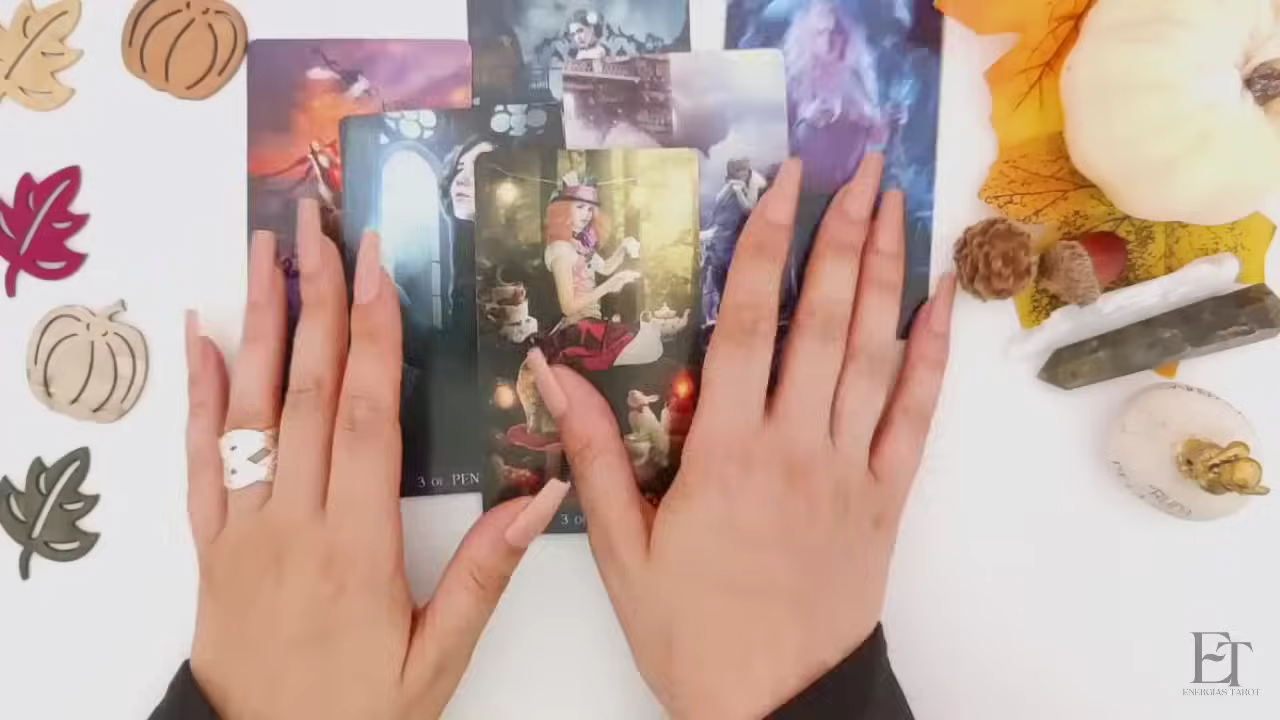 3 OF PEN
3 O
ET
ENERGIAS TAROT